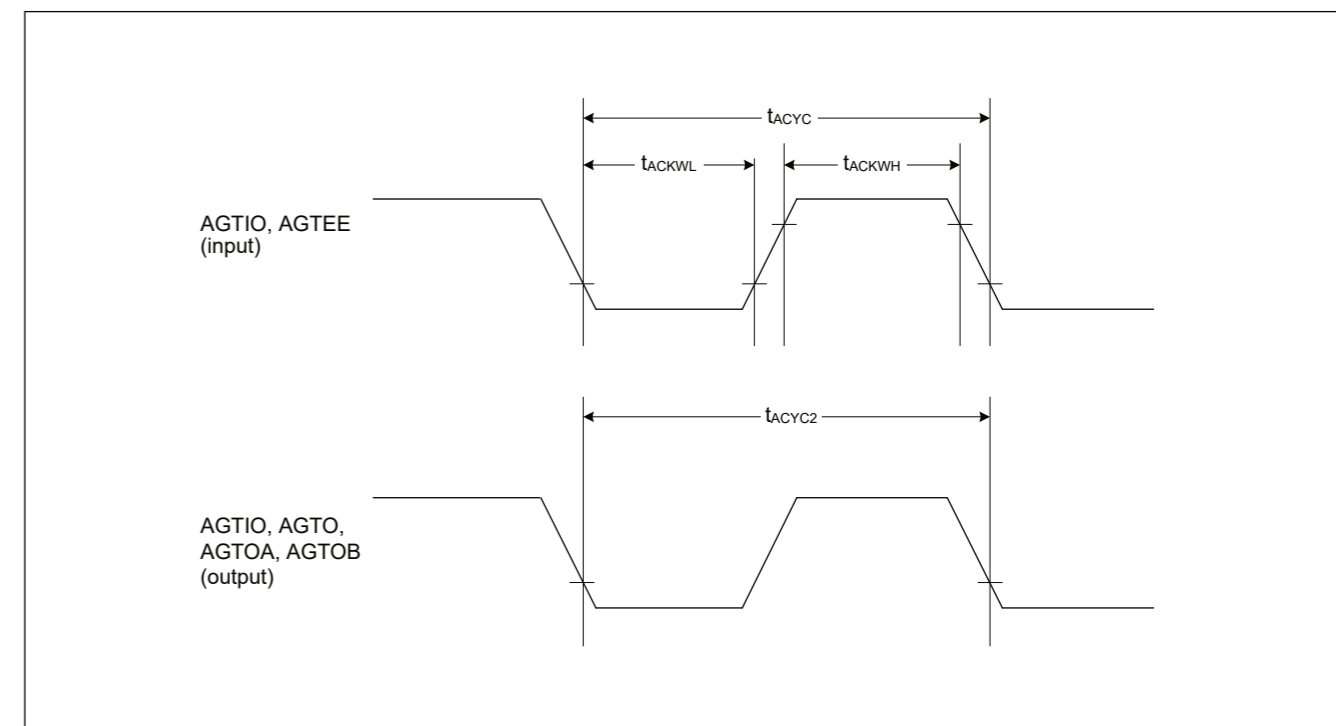 tACYC
tACKWL
tACKWH
AGTIO, AGTEE
(input)
tACYC2
AGTIO, AGTO,
AGTOA, AGTOB
(output)